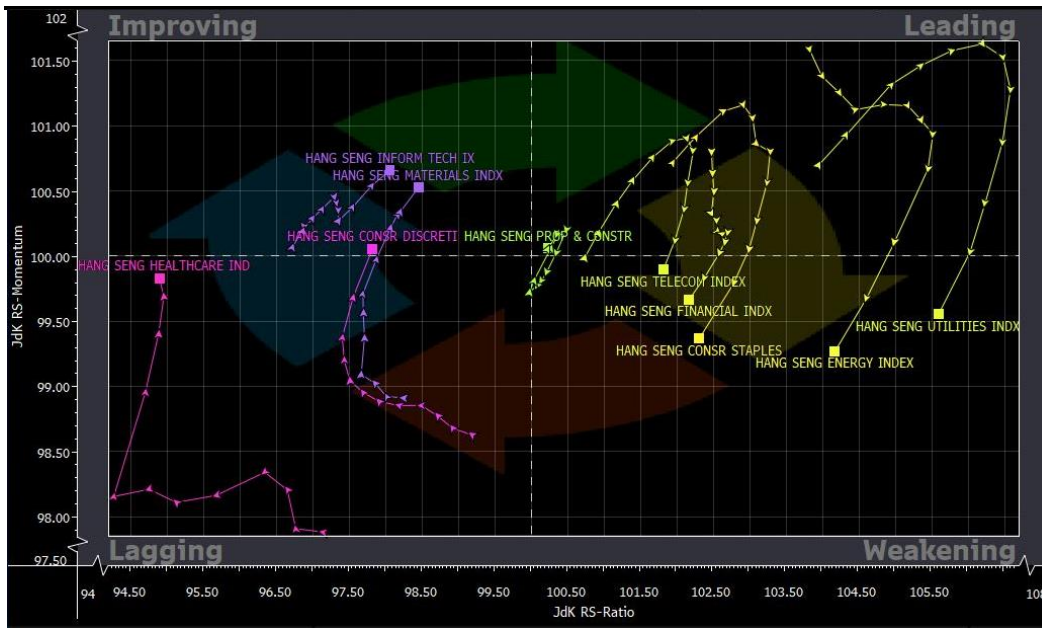 102
Improving
Leading
101.50
101.00
HANG SENG INFORM TECH IX
100.50
HANG SENG MATERIALS INDX
HANG SENG CONSR DISCRETI
HANG SENG PROP & CONSTR
100.00
HANG SENG HEALTHCARE IND
HANG SENG TELECOM INDEX
JdK RS-Momentum
99.50
HANG SENG FINANCIAL INDX
HANG SENG UTILITIES INDX
HANG SENG CONSR STAPLES
HANG SENG ENERGY INDEX
99.00
98.50
98.00
97.50
Lagging
Weakening
94
94.50
95.50
96.50
97.50
98.50
99.50
100.50
101.50
102.50
103.50
104.50
105.50
108
JdK RS-Ratio